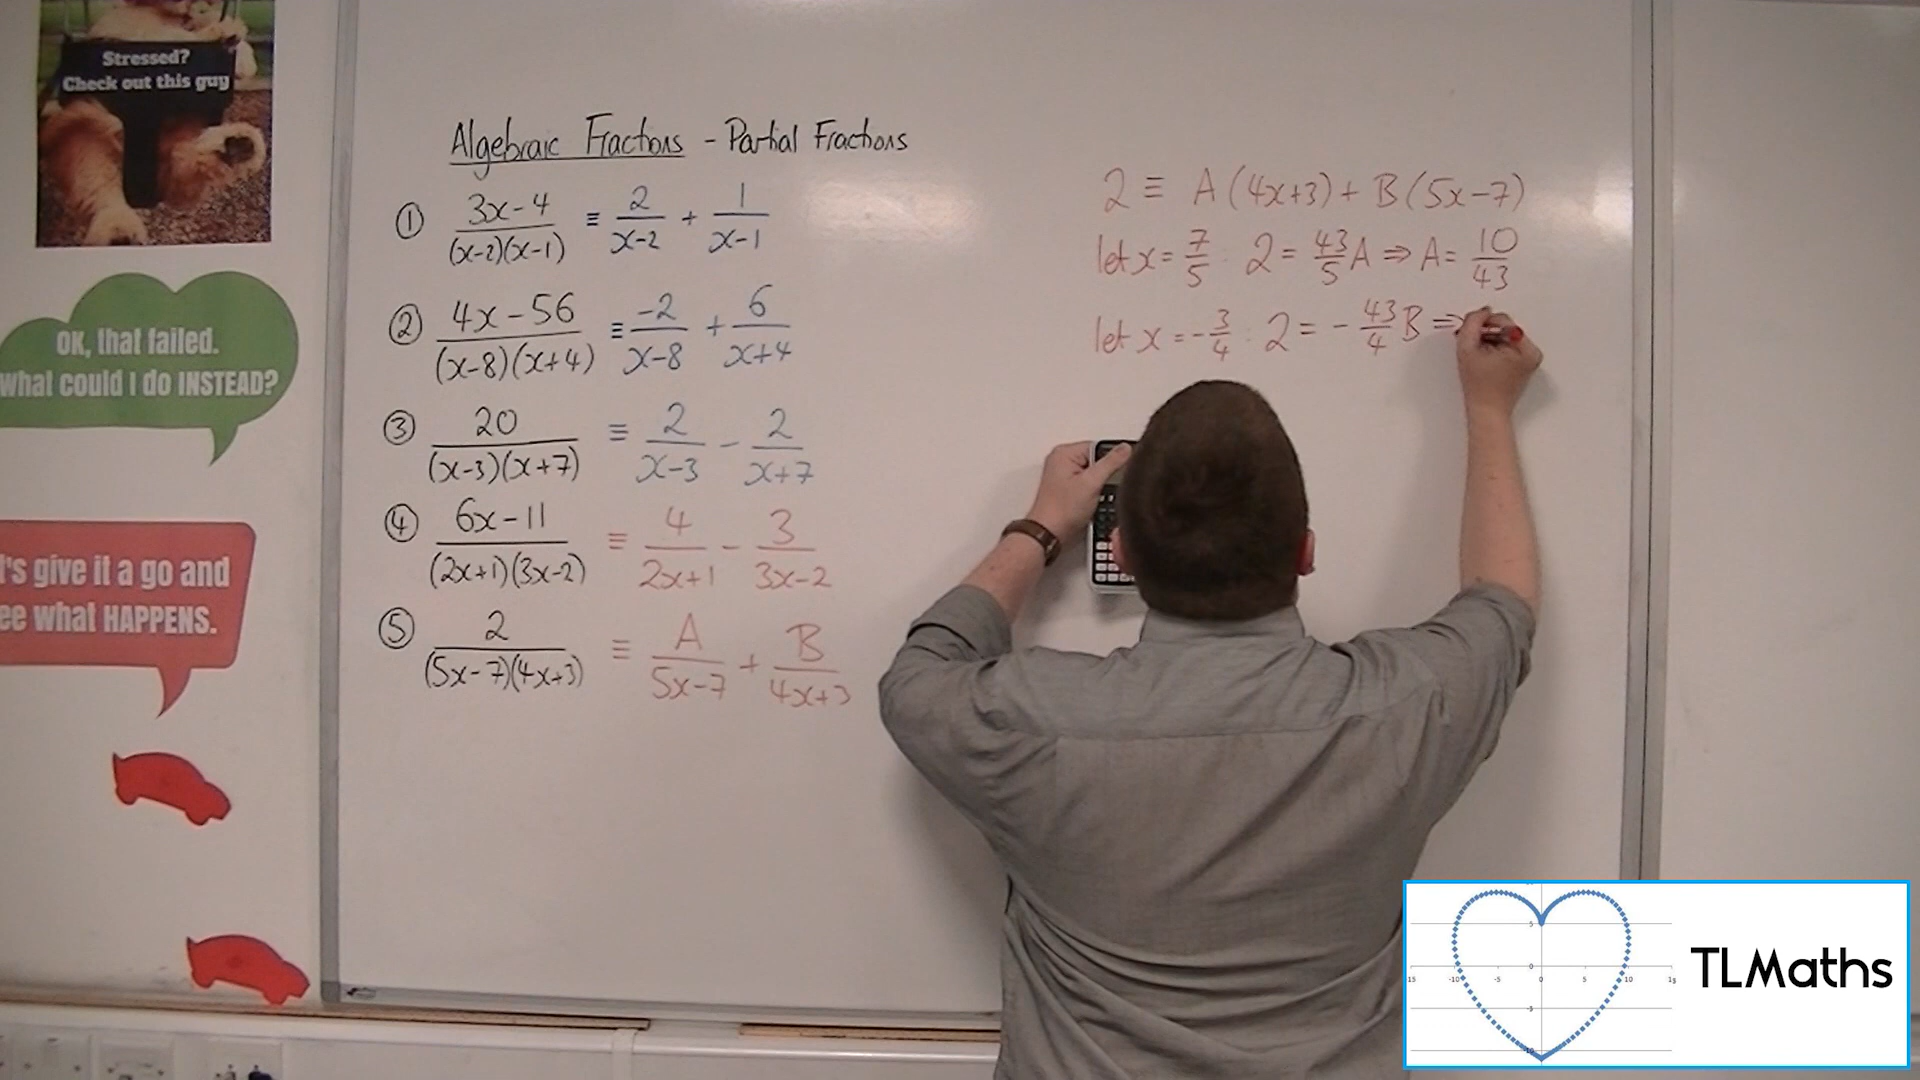 Stressed?
Check out this guy
OK, that failed.
what could I do INSTEAD?
's give it a go and
ee what HAPPENS.
Algebraic Fractions - Partial Fractions
① (3x-4)/((x-2)(x-1)) ≡ 2/(x-2) + 1/(x-1)
② (4x-56)/((x-8)(x+4)) ≡ -2/(x-8) + 6/(x+4)
③ 20/((x-3)(x+7)) ≡ 2/(x-3) - 2/(x+7)
④ (6x-11)/((2x+1)(3x-2)) ≡ 4/(2x+1) - 3/(3x-2)
⑤ 2/((5x-7)(4x+3)) ≡ A/(5x-7) + B/(4x+3)
2 ≡ A(4x+3) + B(5x-7)
let x = 7/5 : 2 = 43/5 A ⇒ A = 10/43
let x = -3/4 : 2 = -43/4 B ⇒
TLMaths